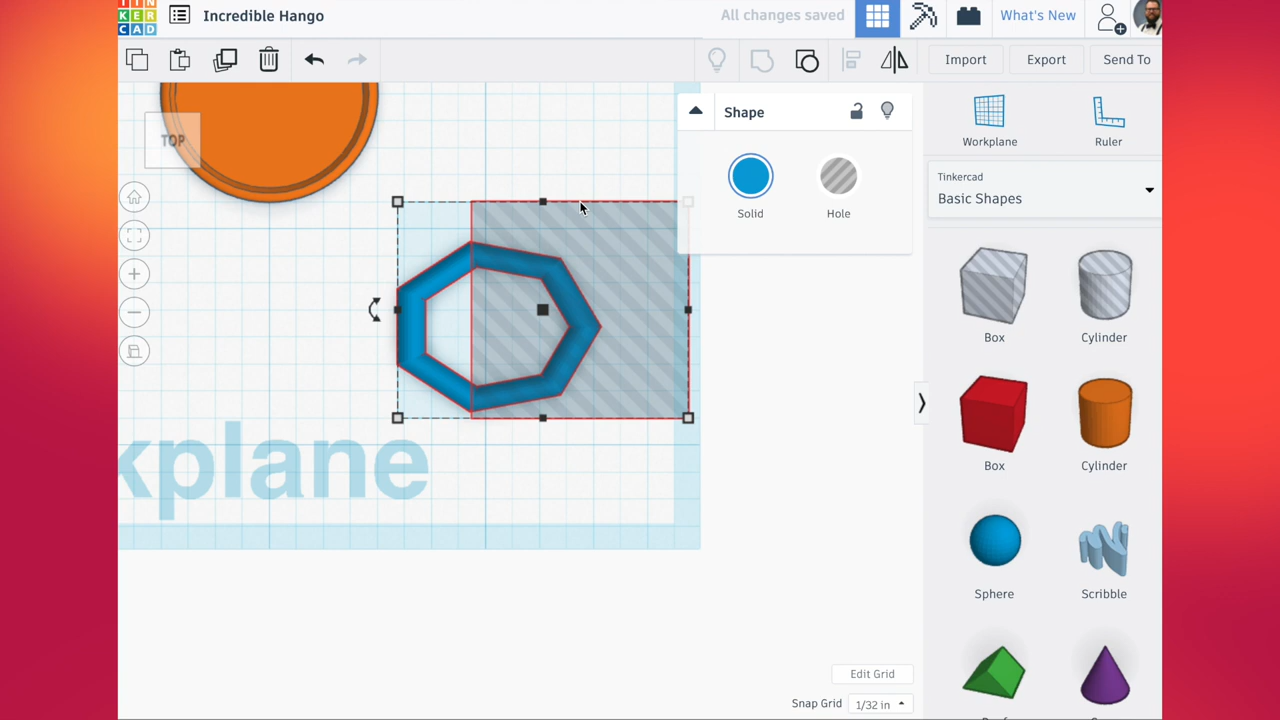 TIN
KER
CAD
Incredible Hango
All changes saved
What's New
Import
Export
Send To
TOP
Shape
Solid
Hole
Workplane
Ruler
Tinkercad
Basic Shapes
Box
Cylinder
Box
Cylinder
Sphere
Scribble
kplane
Edit Grid
Snap Grid
1/32 in